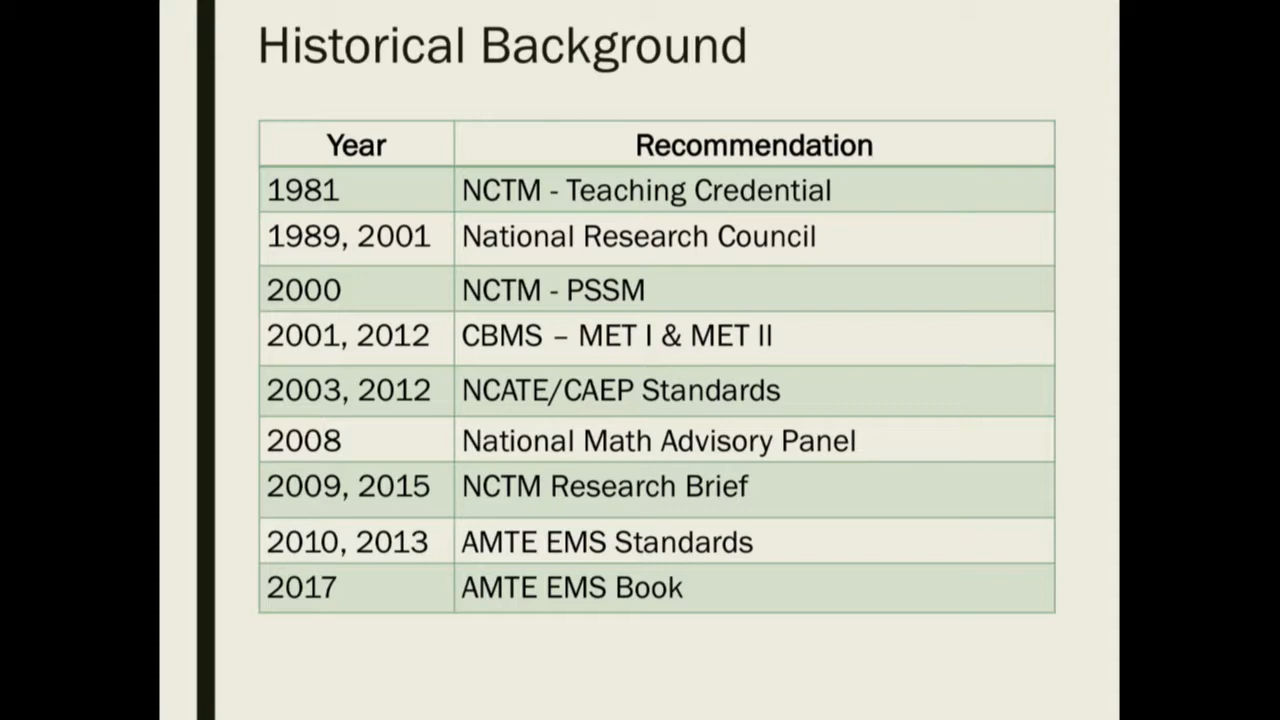 Historical Background
Year Recommendation
1981 NCTM - Teaching Credential
1989, 2001 National Research Council
2000 NCTM - PSSM
2001, 2012 CBMS – MET I & MET II
2003, 2012 NCATE/CAEP Standards
2008 National Math Advisory Panel
2009, 2015 NCTM Research Brief
2010, 2013 AMTE EMS Standards
2017 AMTE EMS Book